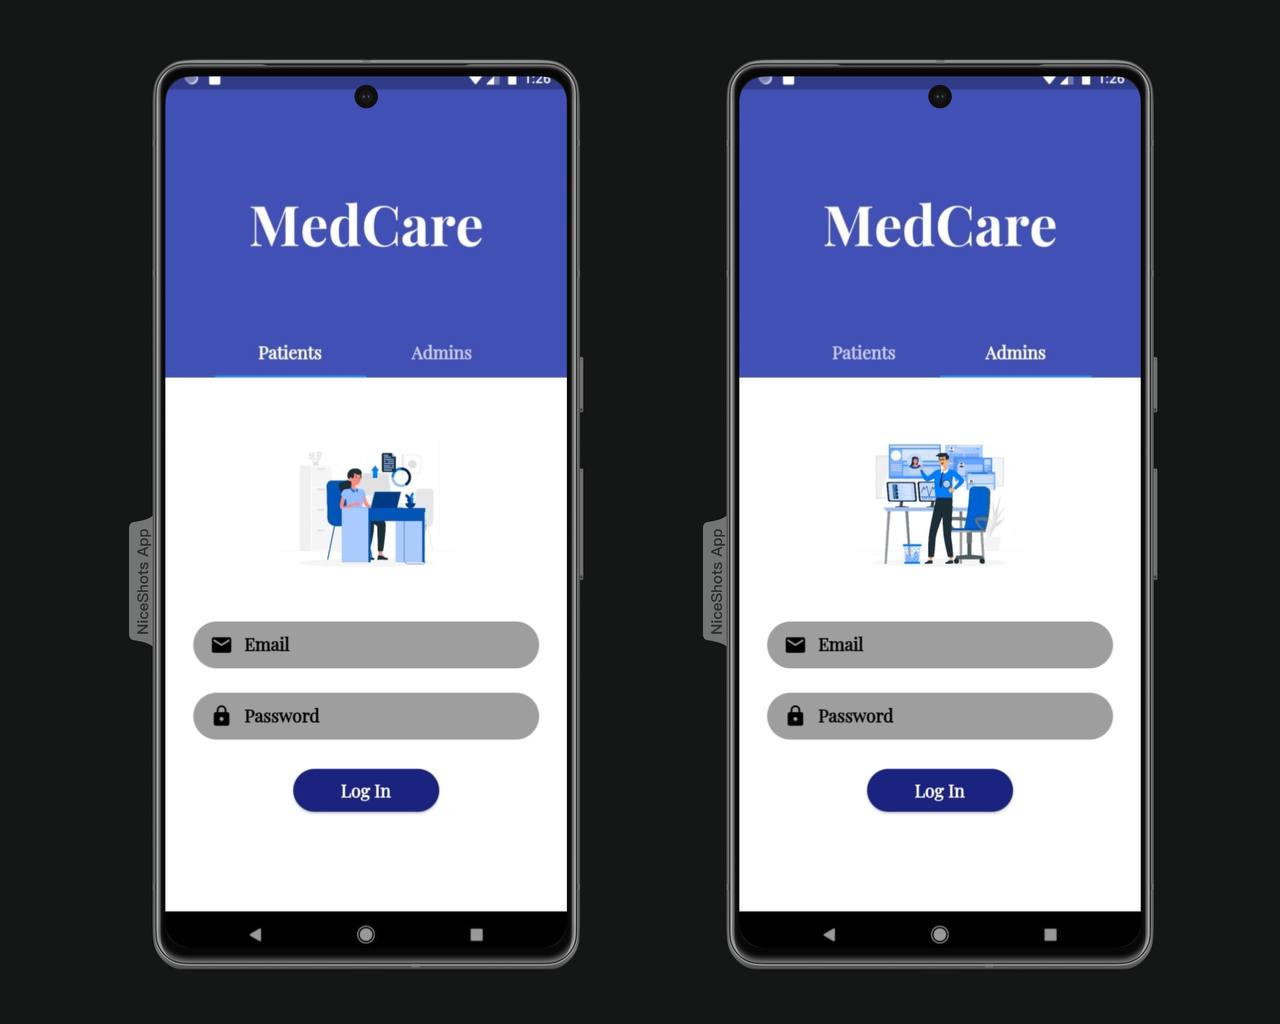 1:26
MedCare
Patients Admins
Email
Password
Log In
NiceShots App
1:26
MedCare
Patients Admins
Email
Password
Log In
NiceShots App